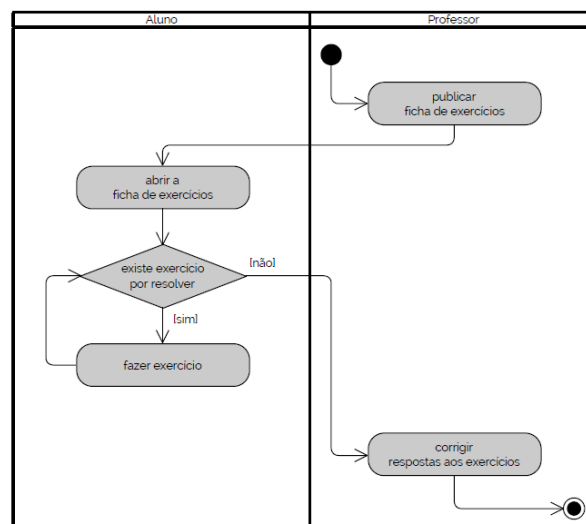 Aluno
Professor
publicar
ficha de exercícios
abrir a
ficha de exercícios
existe exercício
por resolver
[não]
[sim]
fazer exercício
corrigir
respostas aos exercícios